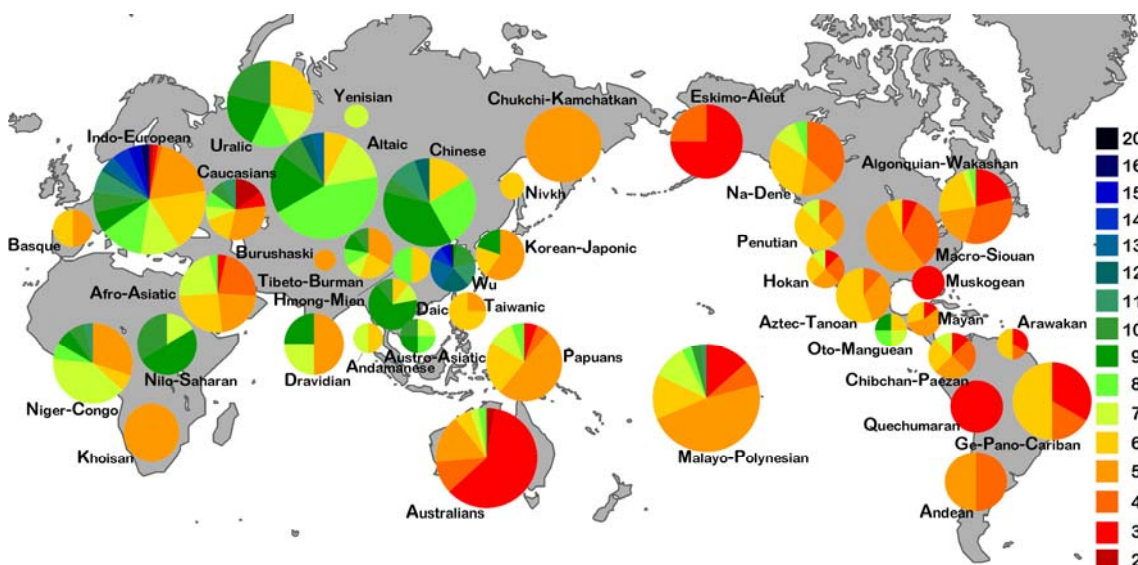 Yenisian
Chukchi-Kamchatkan
Eskimo-Aleut
Indo-European
Uralic
Altaic
Chinese
Caucasians
Algonquian-Wakashan
Na-Dene
Nivkh
Basque
Burushaski
Korean-Japonic
Penutian
Macro-Siouan
Tibeto-Burman
Wu
Hokan
Muskogean
Afro-Asiatic
Hmong-Mien
Daic
Taiwanic
Aztec-Tanoan
Mayan
Arawakan
Oto-Manguean
Nilo-Saharan
Dravidian
Andamanese
Austro-Asiatic
Papuans
Chibchan-Paezan
Niger-Congo
Quechumaran
Khoisan
Malayo-Polynesian
Ge-Pano-Cariban
Australians
Andean
20
16
15
14
13
12
11
10
9
8
7
6
5
4
3
2